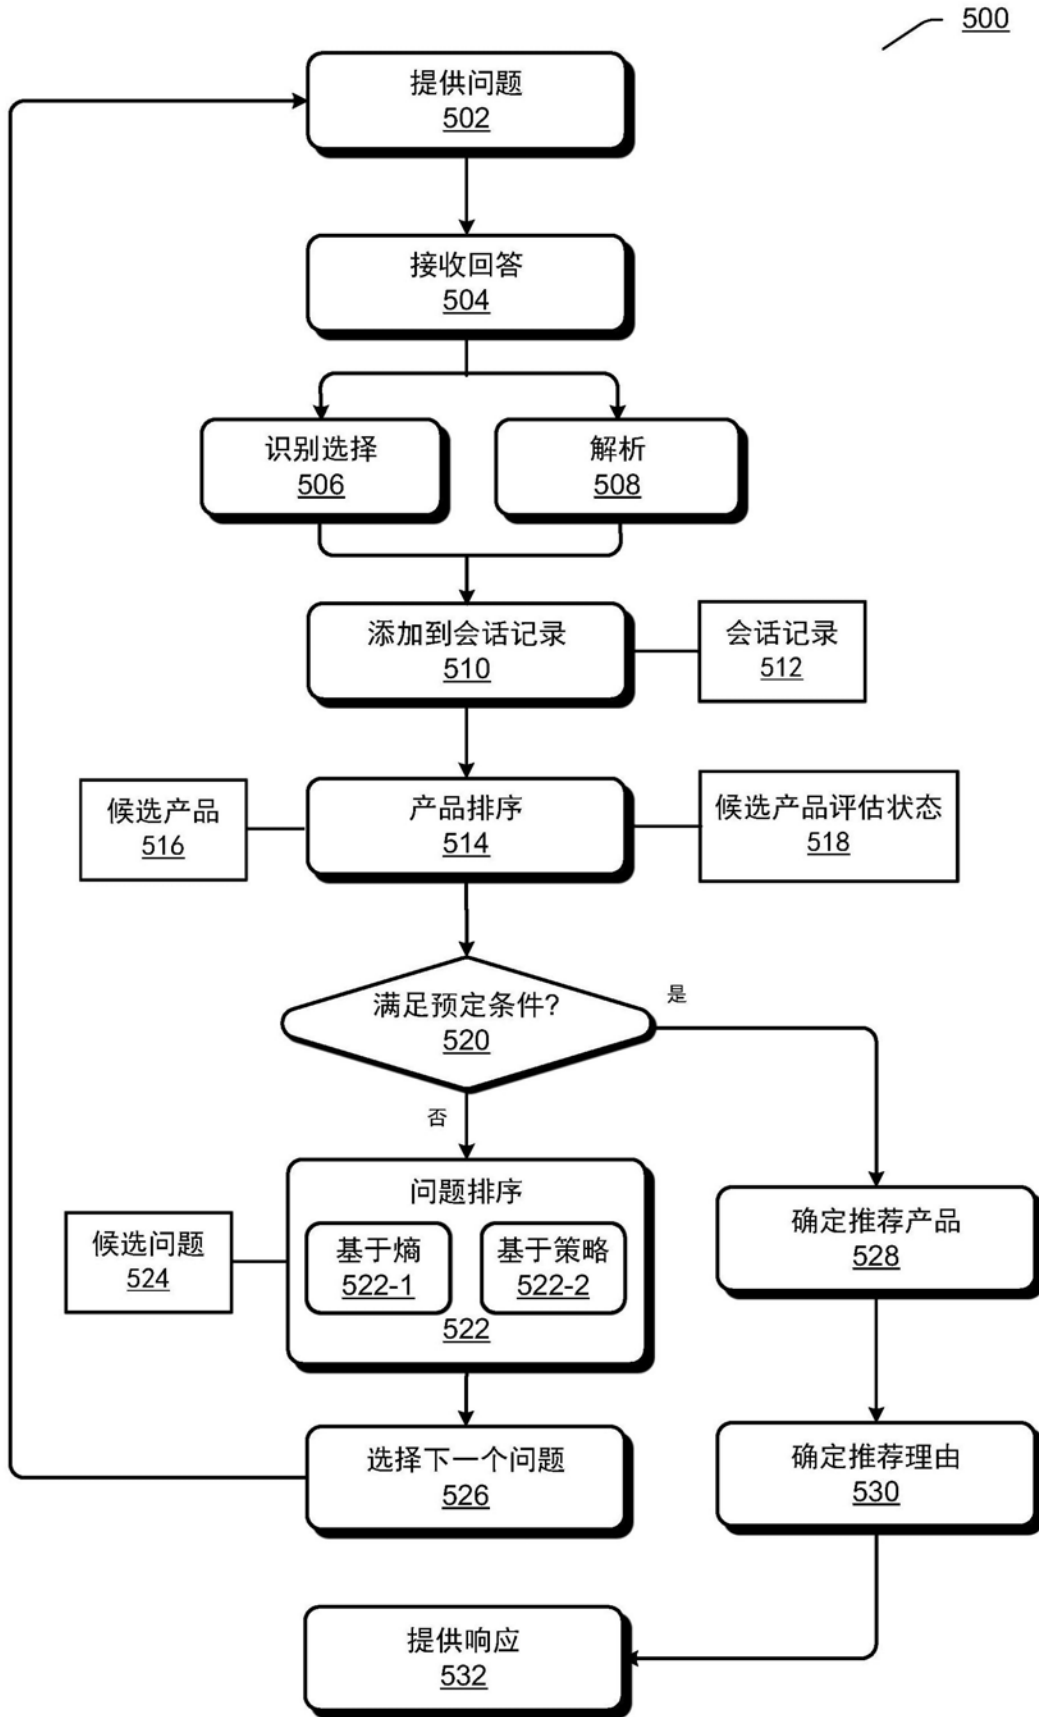 500
提供问题
502
接收回答
504
识别选择
506
解析
508
添加到会话记录
510
会话记录
512
候选产品
516
产品排序
514
候选产品评估状态
518
满足预定条件?
520
是
否
问题排序
基于熵
522-1
基于策略
522-2
522
候选问题
524
确定推荐产品
528
选择下一个问题
526
确定推荐理由
530
提供响应
532